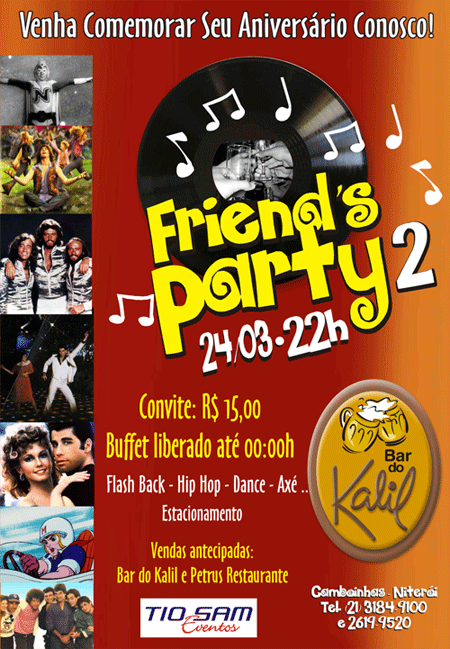 Venha Comemorar Seu Aniversário Conosco!
N
Friend's
Party 2
24/03 • 22h
Convite: R$ 15,00
Buffet liberado até 00:00h
Flash Back - Hip Hop - Dance - Axé ..
Estacionamento
Vendas antecipadas:
Bar do Kalil e Petrus Restaurante
TIO SAM
Eventos
Bar
do
Kalil
Camboinhas - Niterói
Tel: (21) 3184-9100
e 2619-9520